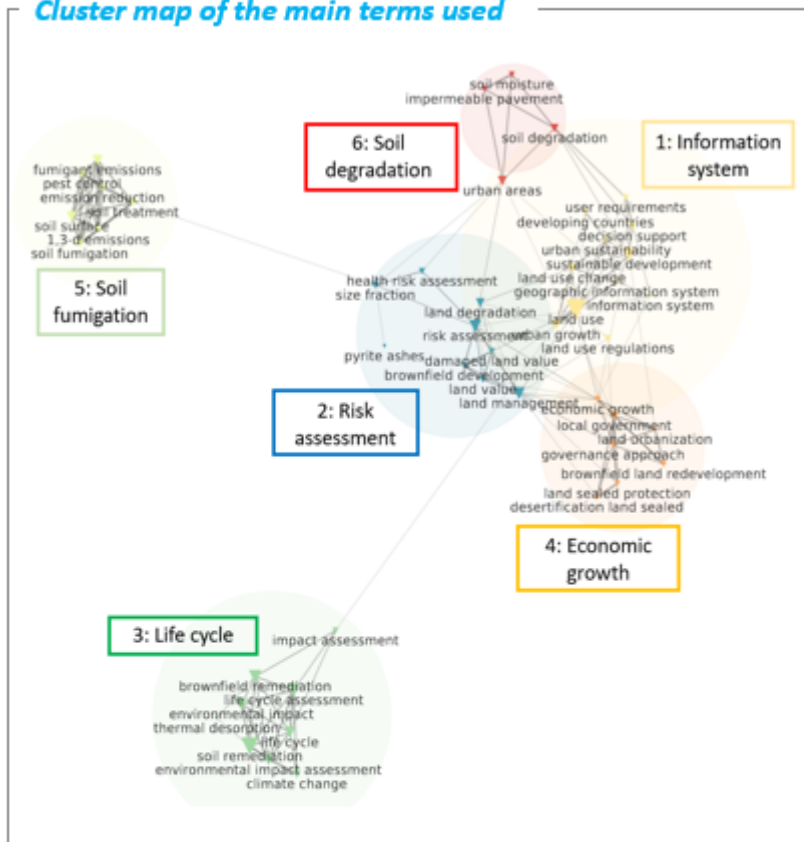 Cluster map of the main terms used
soil moisture
impermeable pavement
soil degradation
urban areas
6: Soil
degradation
1: Information
system
fumigant emissions
pest control
emission reduction
soil treatment
soil surface
1,3-d emissions
soil fumigation
5: Soil
fumigation
user requirements
developing countries
decision support
urban sustainability
sustainable development
land use change
geographic information system
information system
land use
urban growth
land use regulations
health risk assessment
size fraction
land degradation
risk assessment
pyrite ashes
damaged land value
brownfield development
land value
land management
2: Risk
assessment
economic growth
local government
land urbanization
governance approach
brownfield land redevelopment
land sealed protection
desertification land sealed
4: Economic
growth
3: Life cycle
impact assessment
brownfield remediation
life cycle assessment
environmental impact
thermal desorption
life cycle
soil remediation
environmental impact assessment
climate change